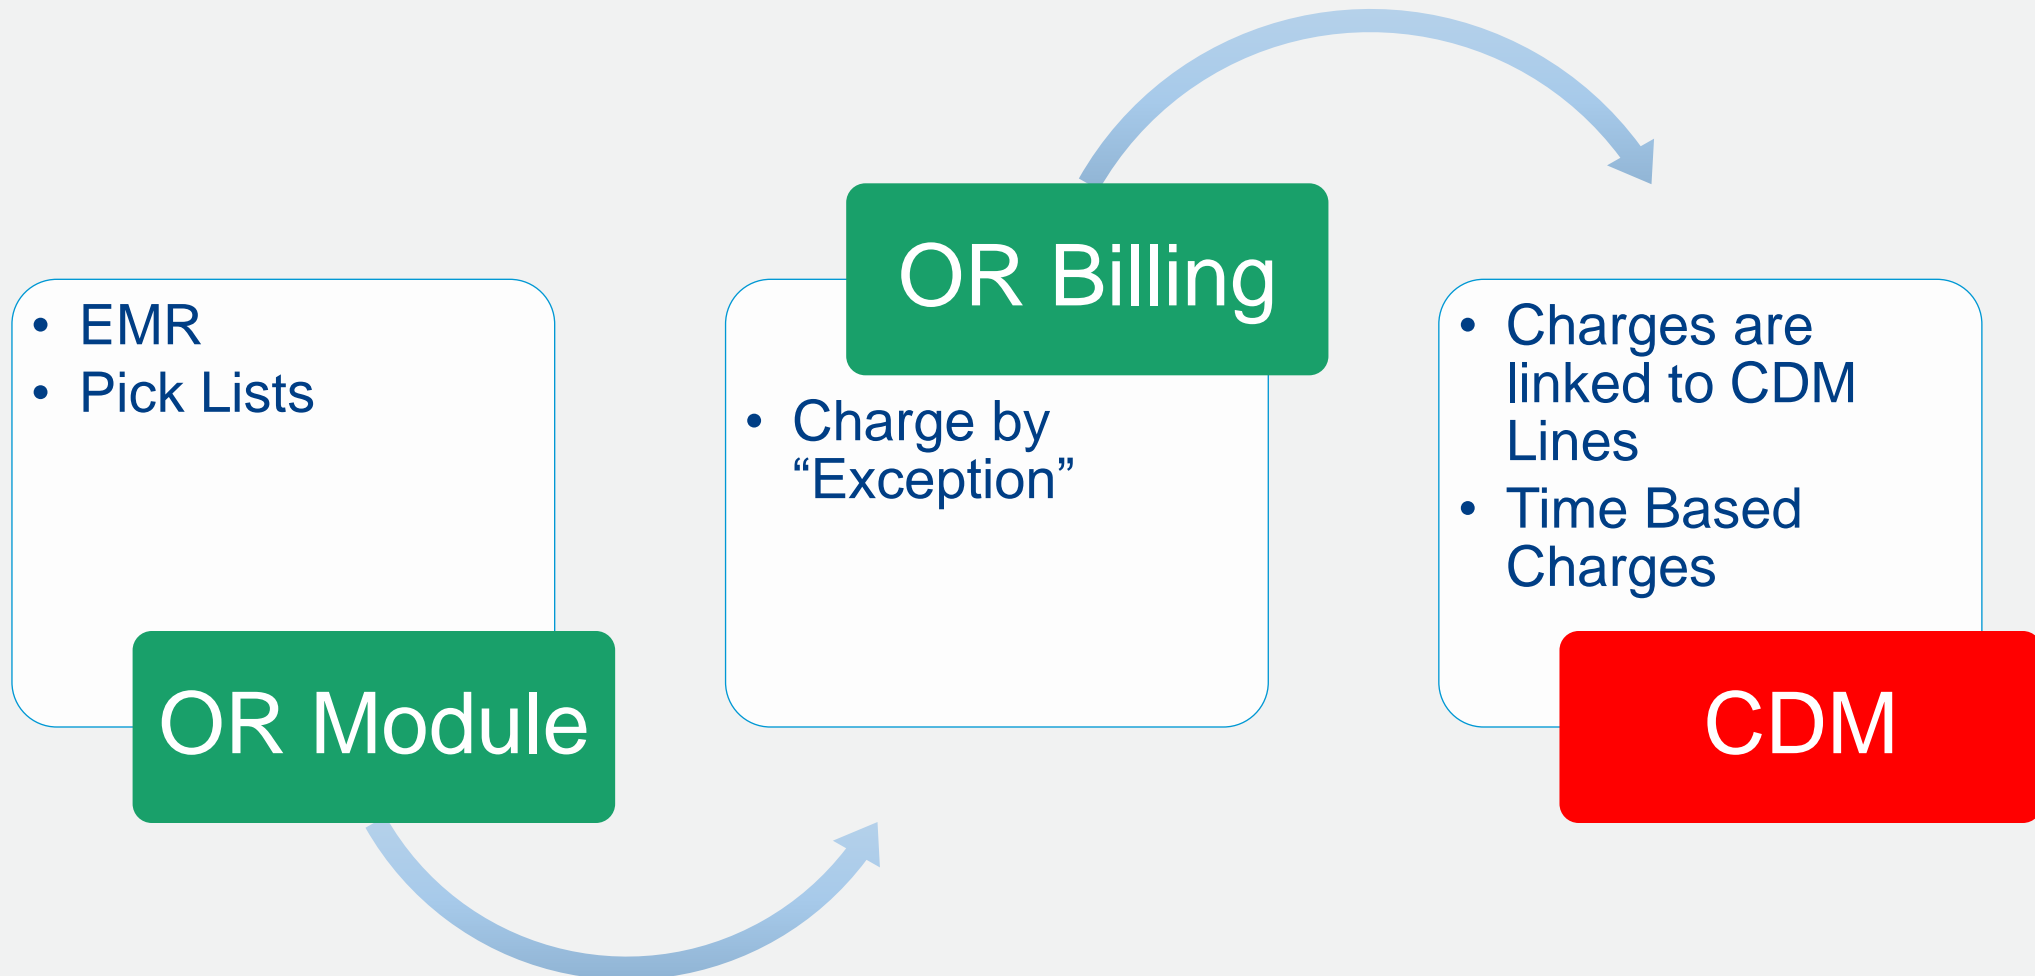 • EMR
• Pick Lists
OR Module
OR Billing
• Charge by
“Exception”
• Charges are
linked to CDM
Lines
• Time Based
Charges
CDM